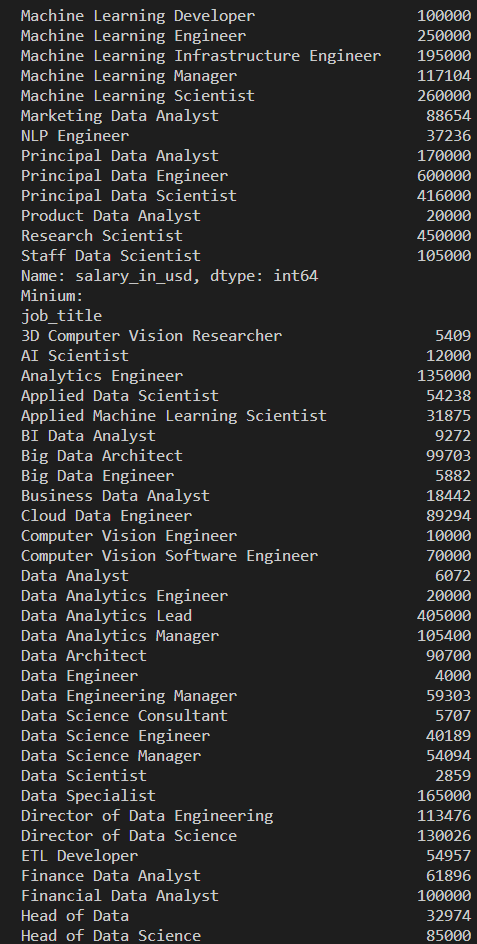 Machine Learning Developer 100000
Machine Learning Engineer 250000
Machine Learning Infrastructure Engineer 195000
Machine Learning Manager 117104
Machine Learning Scientist 260000
Marketing Data Analyst 88654
NLP Engineer 37236
Principal Data Analyst 170000
Principal Data Engineer 600000
Principal Data Scientist 416000
Product Data Analyst 20000
Research Scientist 450000
Staff Data Scientist 105000
Name: salary_in_usd, dtype: int64
Minium:
job_title
3D Computer Vision Researcher 5409
AI Scientist 12000
Analytics Engineer 135000
Applied Data Scientist 54238
Applied Machine Learning Scientist 31875
BI Data Analyst 9272
Big Data Architect 99703
Big Data Engineer 5882
Business Data Analyst 18442
Cloud Data Engineer 89294
Computer Vision Engineer 10000
Computer Vision Software Engineer 70000
Data Analyst 6072
Data Analytics Engineer 20000
Data Analytics Lead 405000
Data Analytics Manager 105400
Data Architect 90700
Data Engineer 4000
Data Engineering Manager 59303
Data Science Consultant 5707
Data Science Engineer 40189
Data Science Manager 54094
Data Scientist 2859
Data Specialist 165000
Director of Data Engineering 113476
Director of Data Science 130026
ETL Developer 54957
Finance Data Analyst 61896
Financial Data Analyst 100000
Head of Data 32974
Head of Data Science 85000